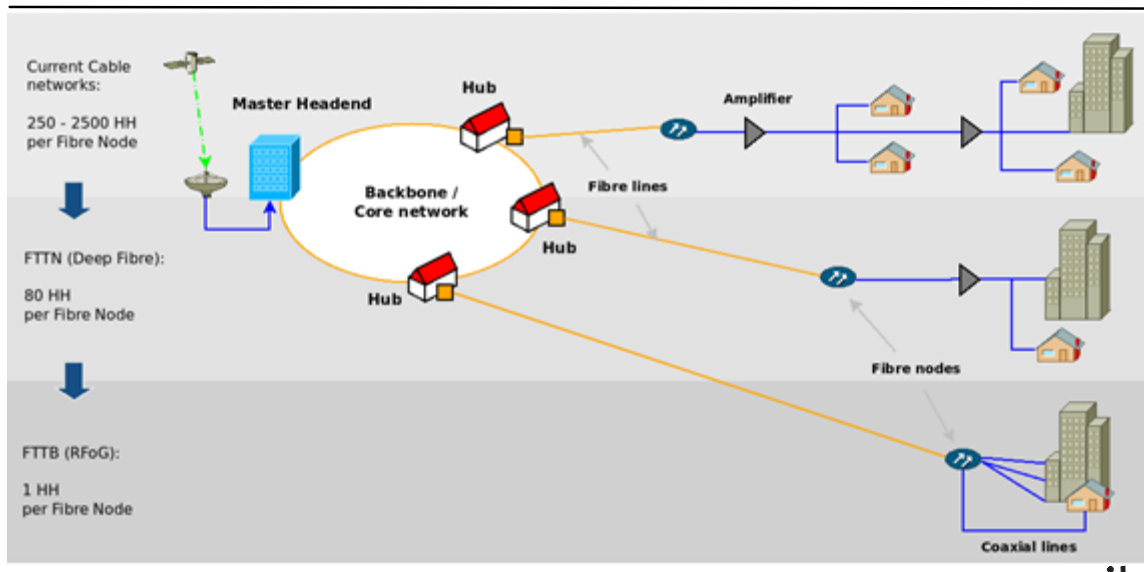 Current Cable
networks:
250 - 2500 HH
per Fibre Node
Master Headend
Hub
Amplifier
Fibre lines
Backbone /
Core network
Hub
Hub
FTTN (Deep Fibre):
80 HH
per Fibre Node
Fibre nodes
FTTB (RFoG):
1 HH
per Fibre Node
Coaxial lines